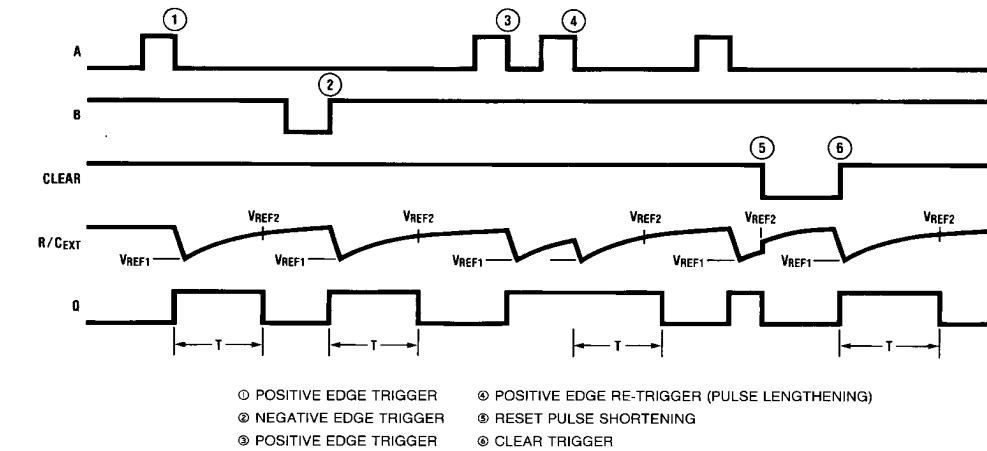 ① ③ ④
A
②
B
⑤ ⑥
CLEAR
VREF2 VREF2 VREF2 VREF2 VREF2
R/CEXT
VREF1 VREF1 VREF1 VREF1 VREF1
Q
T T T T
① POSITIVE EDGE TRIGGER ④ POSITIVE EDGE RE-TRIGGER (PULSE LENGTHENING)
② NEGATIVE EDGE TRIGGER ⑤ RESET PULSE SHORTENING
③ POSITIVE EDGE TRIGGER ⑥ CLEAR TRIGGER